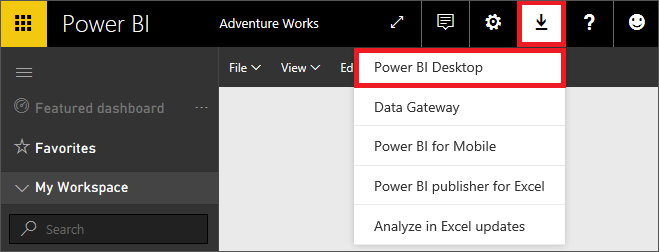 Power BI
Adventure Works
?
File
View
Ed
Power BI Desktop
Featured dashboard
Data Gateway
Favorites
Power BI for Mobile
My Workspace
Power BI publisher for Excel
Search
Analyze in Excel updates